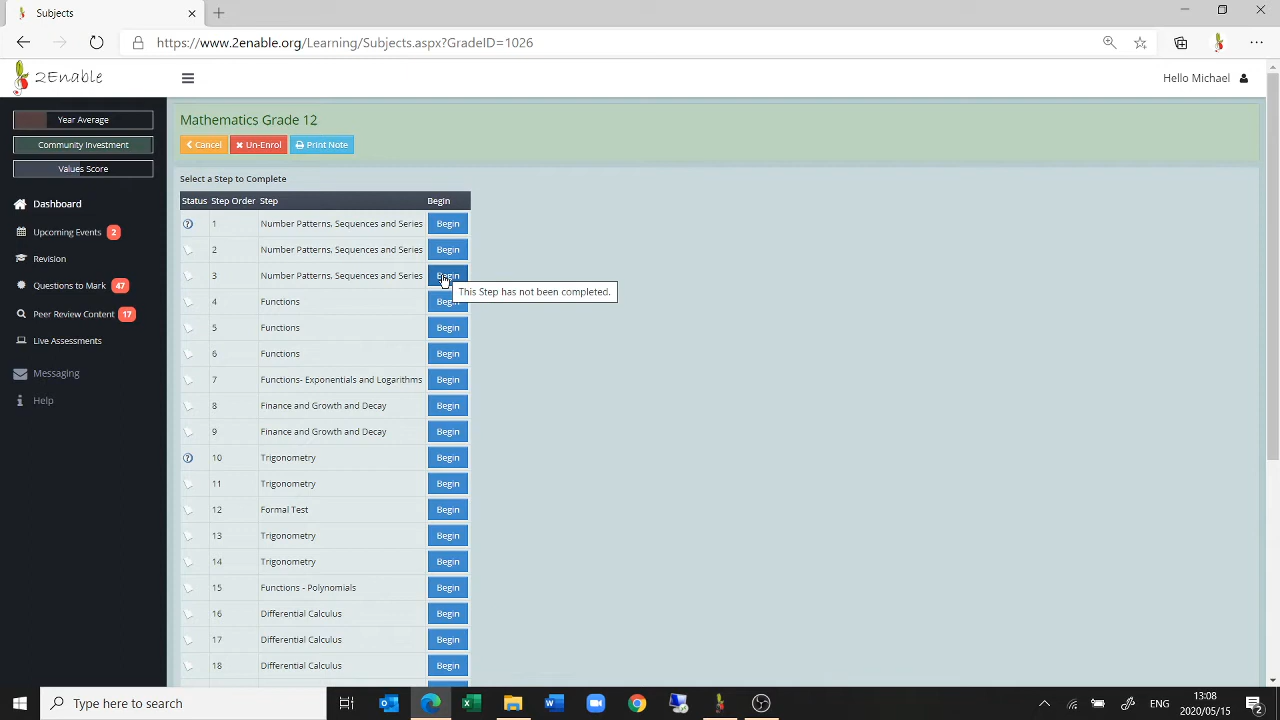 Subjects
https://www.2enable.org/Learning/Subjects.aspx?GradeID=1026
2Enable
Hello Michael
Year Average
Community Investment
Values Score
Dashboard
Upcoming Events 2
Revision
Questions to Mark 47
Peer Review Content 17
Live Assessments
Messaging
Help
Mathematics Grade 12
Cancel Un-Enrol Print Note
Select a Step to Complete
Status Step Order Step Begin
1 Number Patterns, Sequences and Series Begin
2 Number Patterns, Sequences and Series Begin
3 Number Patterns, Sequences and Series Begin
This Step has not been completed.
4 Functions Begin
5 Functions Begin
6 Functions Begin
7 Functions- Exponentials and Logarithms Begin
8 Finance and Growth and Decay Begin
9 Finance and Growth and Decay Begin
10 Trigonometry Begin
11 Trigonometry Begin
12 Formal Test Begin
13 Trigonometry Begin
14 Trigonometry Begin
15 Functions - Polynomials Begin
16 Differential Calculus Begin
17 Differential Calculus Begin
18 Differential Calculus Begin
Type here to search
ENG
13:08
2020/05/15
2